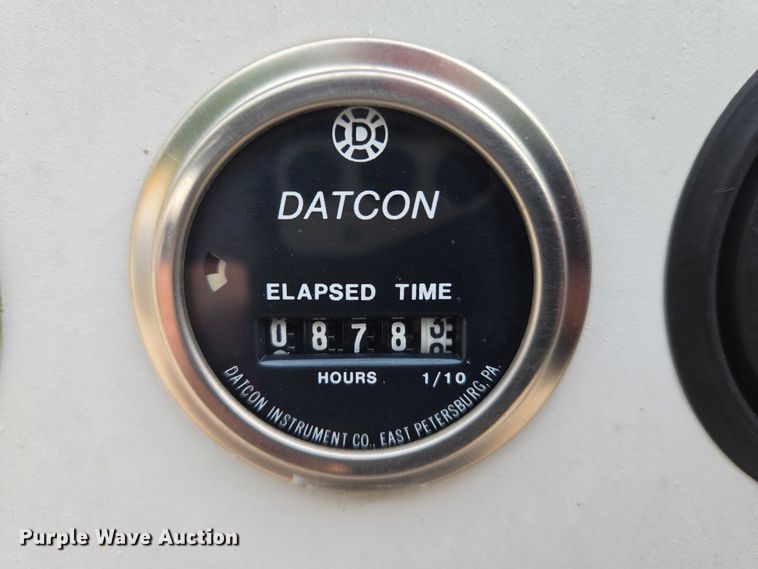 D
DATCON
ELAPSED TIME
0878
HOURS 1/10
DATCON INSTRUMENT CO., EAST PETERSBURG, PA.
Purple Wave Auction